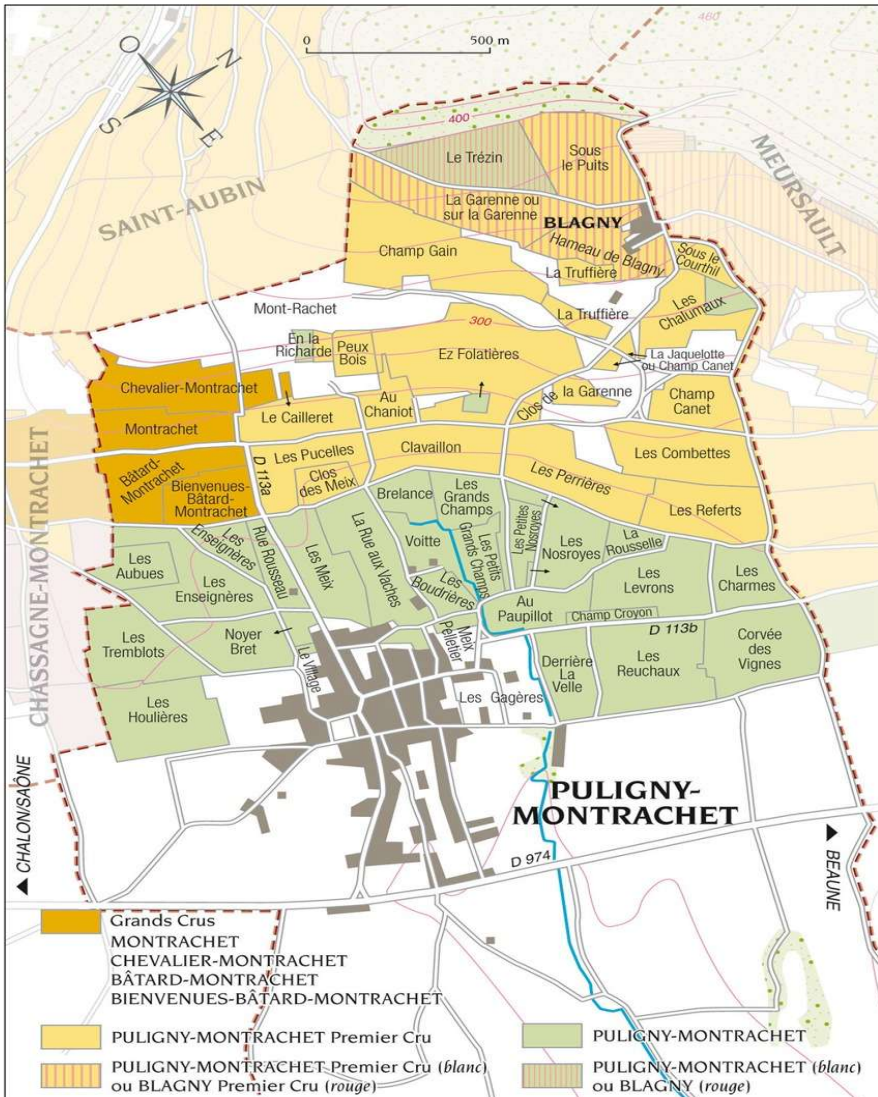 0
500 m
460
O
N
S
E
400
Le Trézin
Sous
le Puits
MEURSAULT
SAINT-AUBIN
La Garenne ou
sur la Garenne
BLAGNY
Hameau de Blagny
Champ Gain
Sous le
Courthil
La Truffière
Les
Chalumaux
Mont-Rachet
La Truffière
300
En la
Richarde
Peux
Bois
Ez Folatières
La Jaquelotte
ou Champ Canet
Chevalier-Montrachet
Au
Chaniot
Clos de
la Garenne
Champ
Canet
Le Cailleret
Montrachet
Clavaillon
Les Combettes
D 113a
Les Pucelles
Clos
des Meix
Bâtard-
Montrachet
Bienvenues-
Bâtard-
Montrachet
Les Perrières
Les Referts
CHASSAGNE-MONTRACHET
Brelance
Les
Grands
Champs
Les
Enseignères
Rue Rousseau
Les Meix
La Rue aux Vaches
Voitte
Les Petits
Grands Champs
Les Petites
Nosroyes
Les
Nosroyes
La
Rousselle
Les
Aubues
Les
Enseignères
Les
Boudrières
Au
Paupillot
Les
Levrons
Les
Charmes
Champ Croyon
D 113b
Les
Tremblots
Noyer
Bret
Le Village
Meix
Pelletier
Derrière
La
Velle
Les
Reuchaux
Corvée
des
Vignes
Les
Houlières
Les Gagères
PULIGNY-
MONTRACHET
CHALON/SAÔNE
D 974
BEAUNE
Grands Crus
MONTRACHET
CHEVALIER-MONTRACHET
BÂTARD-MONTRACHET
BIENVENUES-BÂTARD-MONTRACHET
PULIGNY-MONTRACHET Premier Cru
PULIGNY-MONTRACHET
PULIGNY-MONTRACHET Premier Cru (blanc)
ou BLAGNY Premier Cru (rouge)
PULIGNY-MONTRACHET (blanc)
ou BLAGNY (rouge)